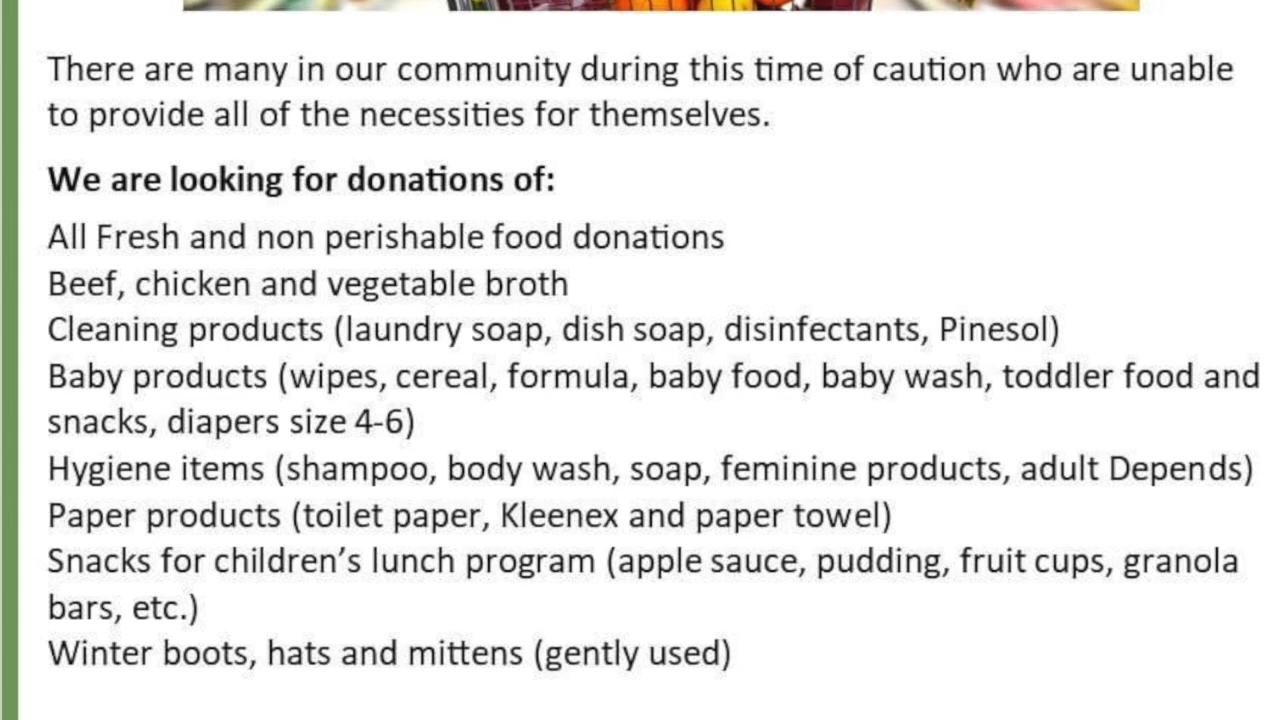 There are many in our community during this time of caution who are unable
to provide all of the necessities for themselves.
We are looking for donations of:
All Fresh and non perishable food donations
Beef, chicken and vegetable broth
Cleaning products (laundry soap, dish soap, disinfectants, Pinesol)
Baby products (wipes, cereal, formula, baby food, baby wash, toddler food and
snacks, diapers size 4-6)
Hygiene items (shampoo, body wash, soap, feminine products, adult Depends)
Paper products (toilet paper, Kleenex and paper towel)
Snacks for children’s lunch program (apple sauce, pudding, fruit cups, granola
bars, etc.)
Winter boots, hats and mittens (gently used)